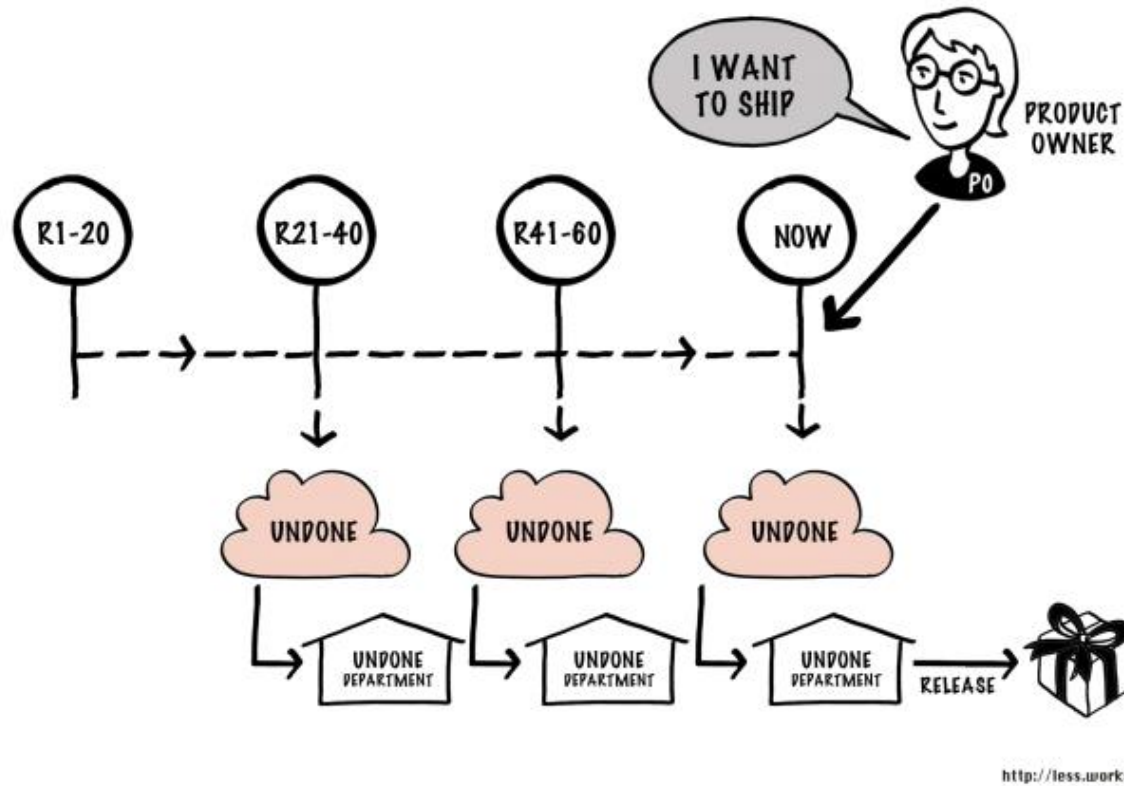 I WANT
TO SHIP
PRODUCT
OWNER
PO
R1-20
R21-40
R41-60
NOW
UNDONE
UNDONE
UNDONE
UNDONE
DEPARTMENT
UNDONE
DEPARTMENT
UNDONE
DEPARTMENT
RELEASE
http://less.work